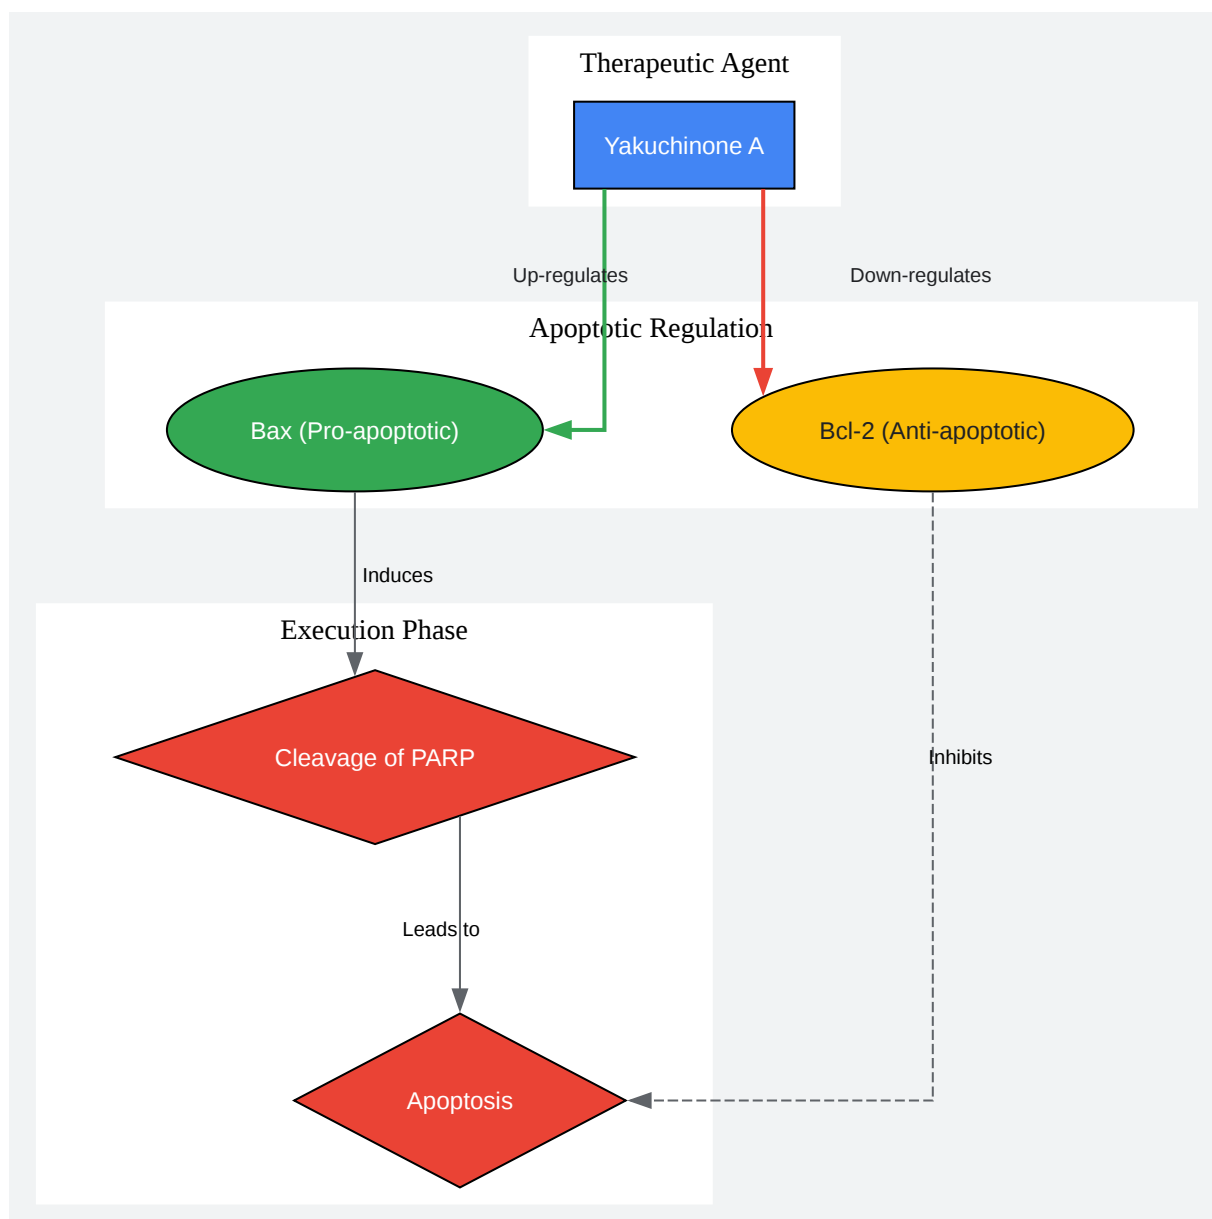 Therapeutic Agent
Yakuchinone A
Up-regulates
Down-regulates
Apoptotic Regulation
Bax (Pro-apoptotic)
Bcl-2 (Anti-apoptotic)
Induces
Execution Phase
Cleavage of PARP
Inhibits
Leads to
Apoptosis